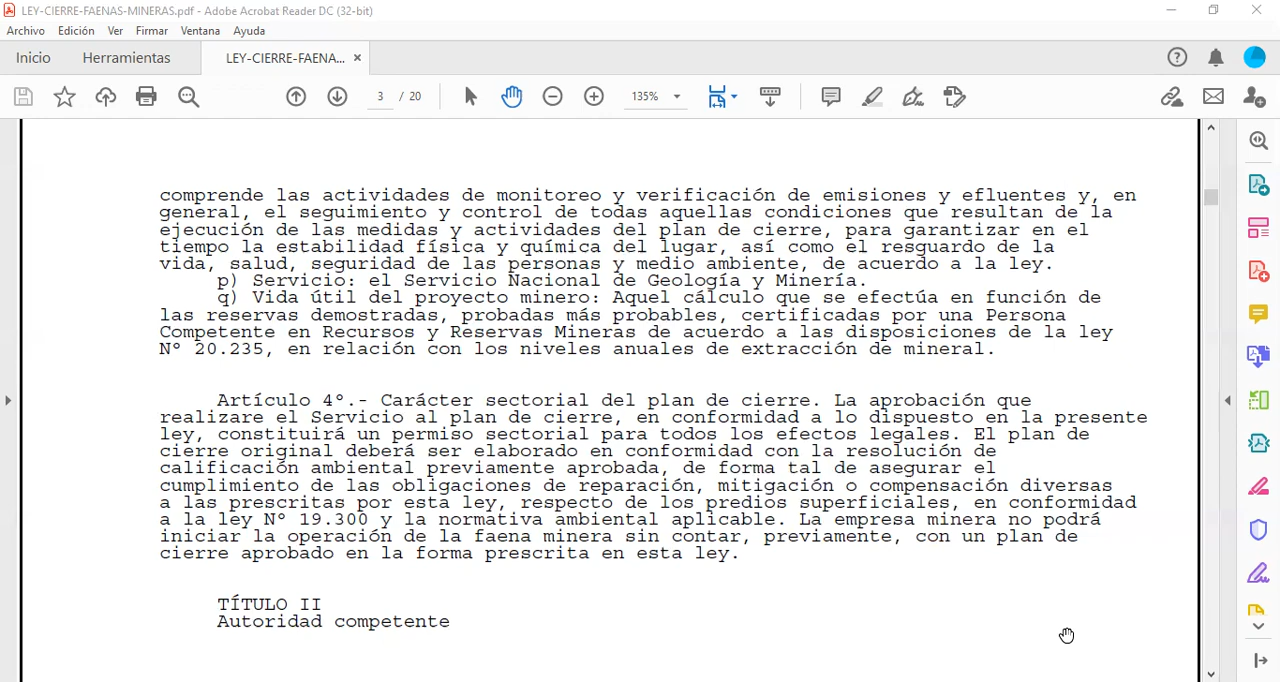 LEY-CIERRE-FAENAS-MINERAS.pdf - Adobe Acrobat Reader DC (32-bit)
Archivo Edición Ver Firmar Ventana Ayuda
Inicio Herramientas LEY-CIERRE-FAENA... ×
3 / 20 135%
comprende las actividades de monitoreo y verificación de emisiones y efluentes y, en
general, el seguimiento y control de todas aquellas condiciones que resultan de la
ejecución de las medidas y actividades del plan de cierre, para garantizar en el
tiempo la estabilidad física y química del lugar, así como el resguardo de la
vida, salud, seguridad de las personas y medio ambiente, de acuerdo a la ley.
p) Servicio: el Servicio Nacional de Geología y Minería.
q) Vida útil del proyecto minero: Aquel cálculo que se efectúa en función de
las reservas demostradas, probadas más probables, certificadas por una Persona
Competente en Recursos y Reservas Mineras de acuerdo a las disposiciones de la ley
Nº 20.235, en relación con los niveles anuales de extracción de mineral.
Artículo 4º.- Carácter sectorial del plan de cierre. La aprobación que
realizare el Servicio al plan de cierre, en conformidad a lo dispuesto en la presente
ley, constituirá un permiso sectorial para todos los efectos legales. El plan de
cierre original deberá ser elaborado en conformidad con la resolución de
calificación ambiental previamente aprobada, de forma tal de asegurar el
cumplimiento de las obligaciones de reparación, mitigación o compensación diversas
a las prescritas por esta ley, respecto de los predios superficiales, en conformidad
a la ley Nº 19.300 y la normativa ambiental aplicable. La empresa minera no podrá
iniciar la operación de la faena minera sin contar, previamente, con un plan de
cierre aprobado en la forma prescrita en esta ley.
TÍTULO II
Autoridad competente